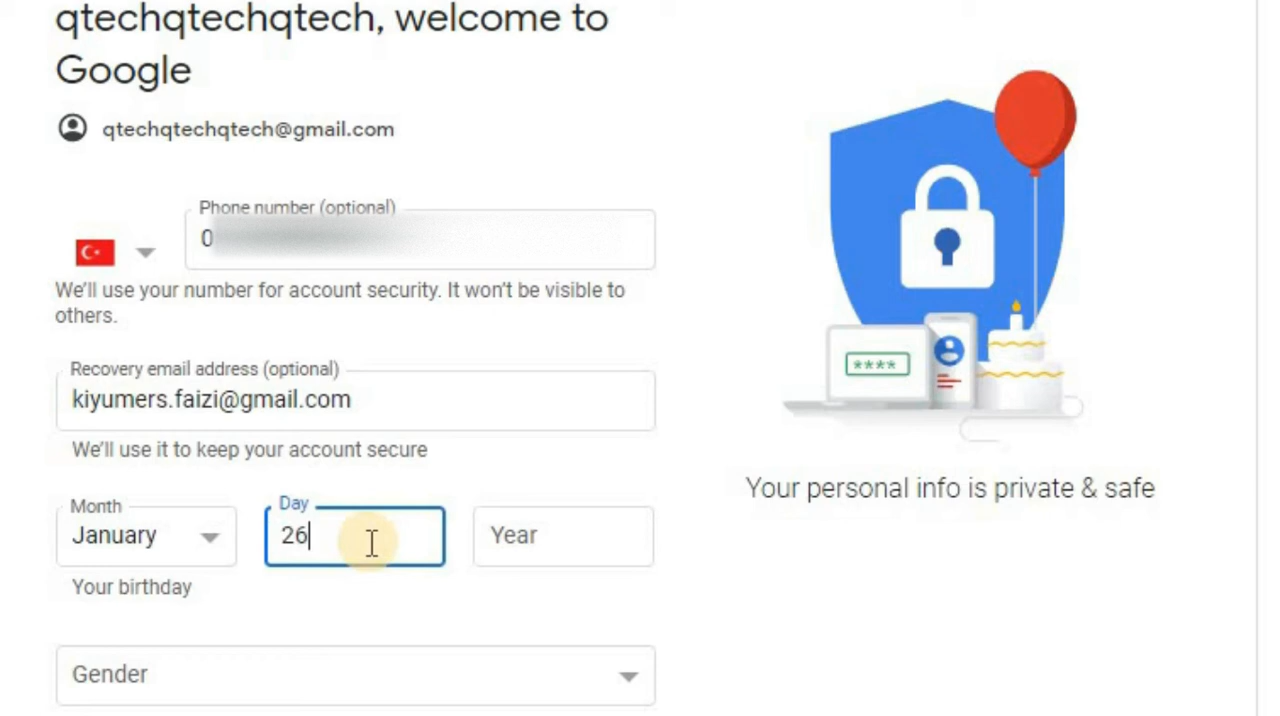 qtechqtechqtech, welcome to
Google
qtechqtechqtech@gmail.com
Phone number (optional)
0
We'll use your number for account security. It won't be visible to
others.
Recovery email address (optional)
kiyumers.faizi@gmail.com
We'll use it to keep your account secure
Month
January
Day
26
Year
Your birthday
Gender
****
Your personal info is private & safe